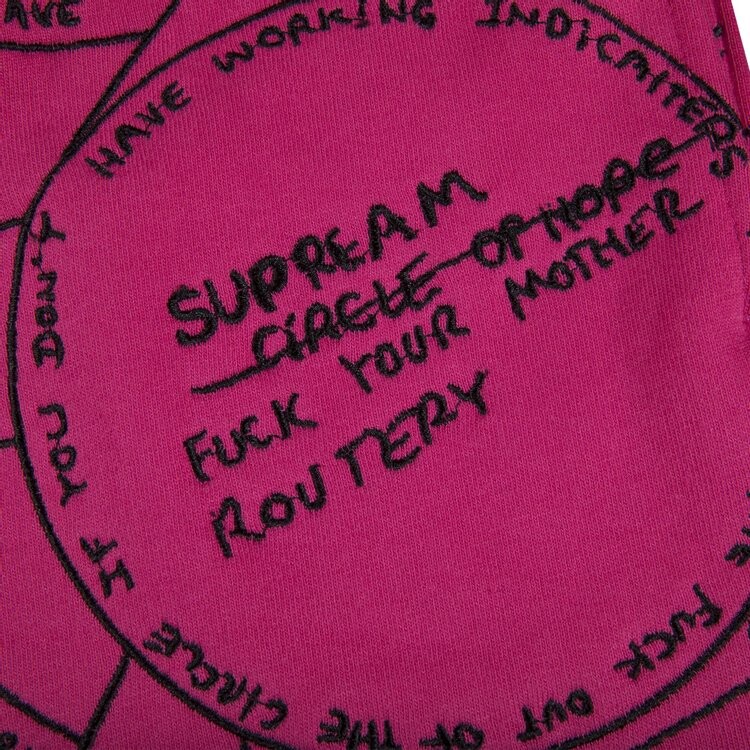 AVE
HAVE WORKING INDICAITERS
SUPREAM
CIRCLE OF HOPE
FUCK YOUR MOTHER
ROUTERY
IF YOU DON'T
FUCK OUT OF THE CIRCLE